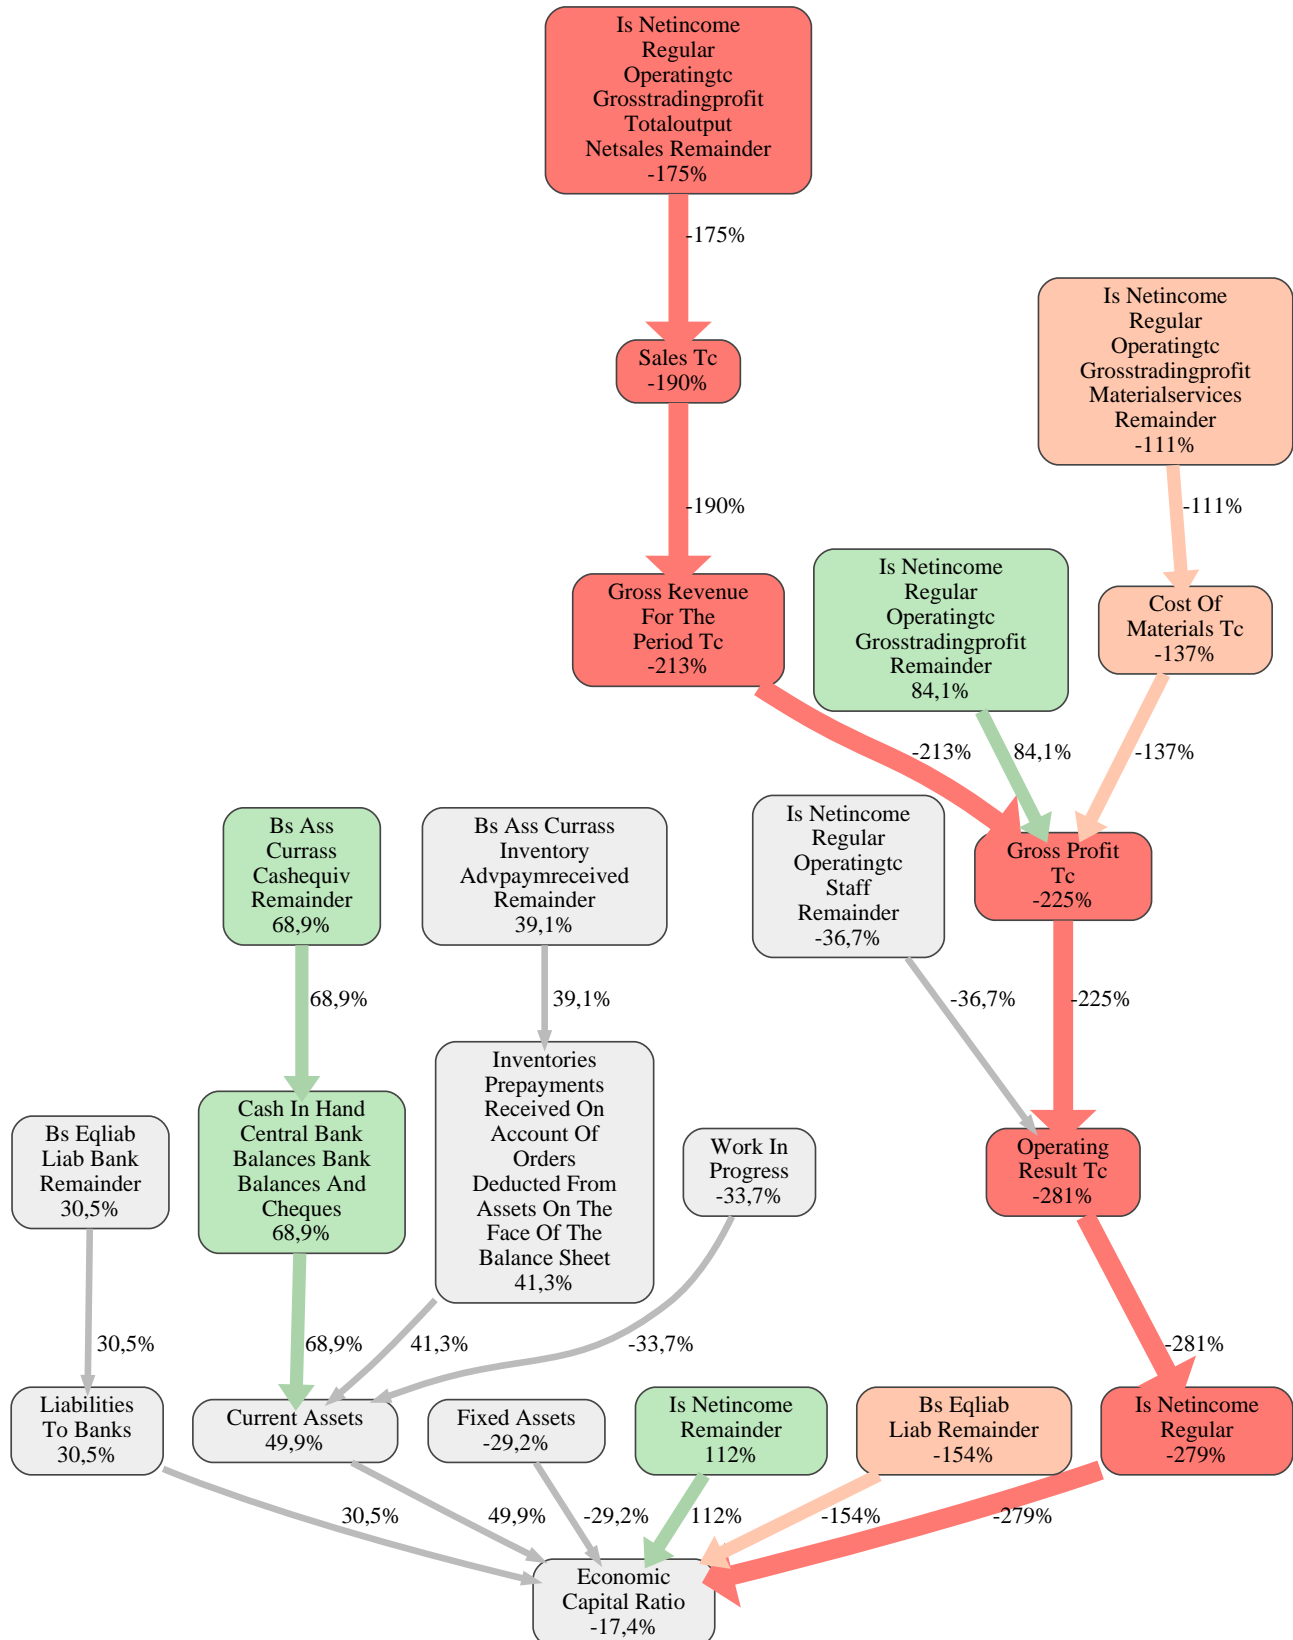 Is Netincome
Regular
Operatingtc
Grosstradingprofit
Totaloutput
Netsales Remainder
-175%
-175%
Sales Tc
-190%
Is Netincome
Regular
Operatingtc
Grosstradingprofit
Materialservices
Remainder
-111%
-190%
-111%
Gross Revenue
For The
Period Tc
-213%
Is Netincome
Regular
Operatingtc
Grosstradingprofit
Remainder
84,1%
Cost Of
Materials Tc
-137%
-213%
84,1%
-137%
Bs Ass
Currass
Cashequiv
Remainder
68,9%
Bs Ass Currass
Inventory
Advpaymreceived
Remainder
39,1%
Is Netincome
Regular
Operatingtc
Staff
Remainder
-36,7%
Gross Profit
Tc
-225%
68,9%
39,1%
-36,7%
-225%
Bs Eqliab
Liab Bank
Remainder
30,5%
Cash In Hand
Central Bank
Balances Bank
Balances And
Cheques
68,9%
Inventories
Prepayments
Received On
Account Of
Orders
Deducted From
Assets On The
Face Of The
Balance Sheet
41,3%
Work In
Progress
-33,7%
Operating
Result Tc
-281%
30,5%
68,9%
41,3%
-33,7%
-281%
Liabilities
To Banks
30,5%
Current Assets
49,9%
Fixed Assets
-29,2%
Is Netincome
Remainder
112%
Bs Eqliab
Liab Remainder
-154%
Is Netincome
Regular
-279%
30,5%
49,9%
-29,2%
112%
-154%
-279%
Economic
Capital Ratio
-17,4%